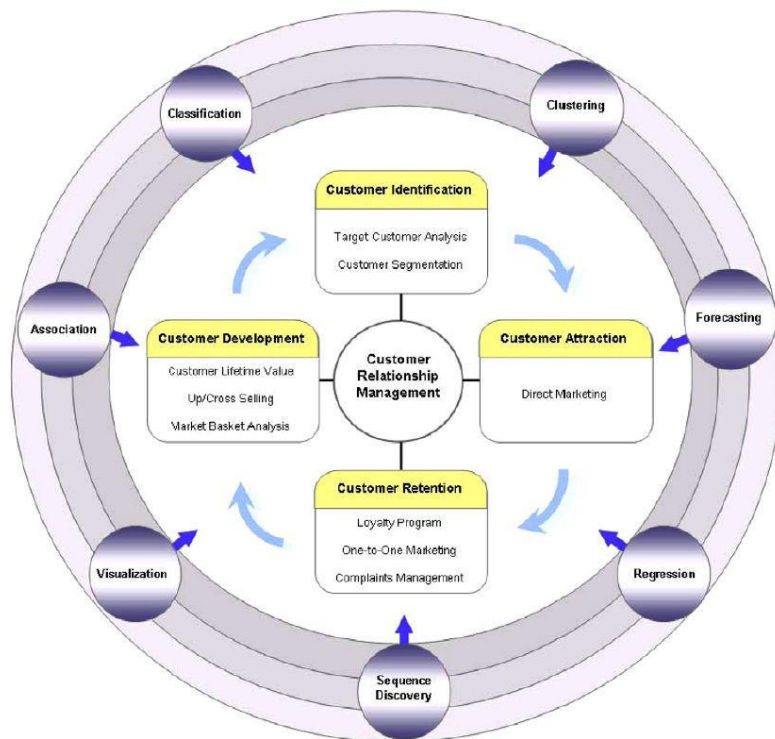 Classification
Clustering
Customer Identification
Target Customer Analysis
Customer Segmentation
Association
Forecasting
Customer Development
Customer Lifetime Value
Up/Cross Selling
Market Basket Analysis
Customer
Relationship
Management
Customer Attraction
Direct Marketing
Customer Retention
Loyalty Program
One-to-One Marketing
Complaints Management
Visualization
Regression
Sequence
Discovery